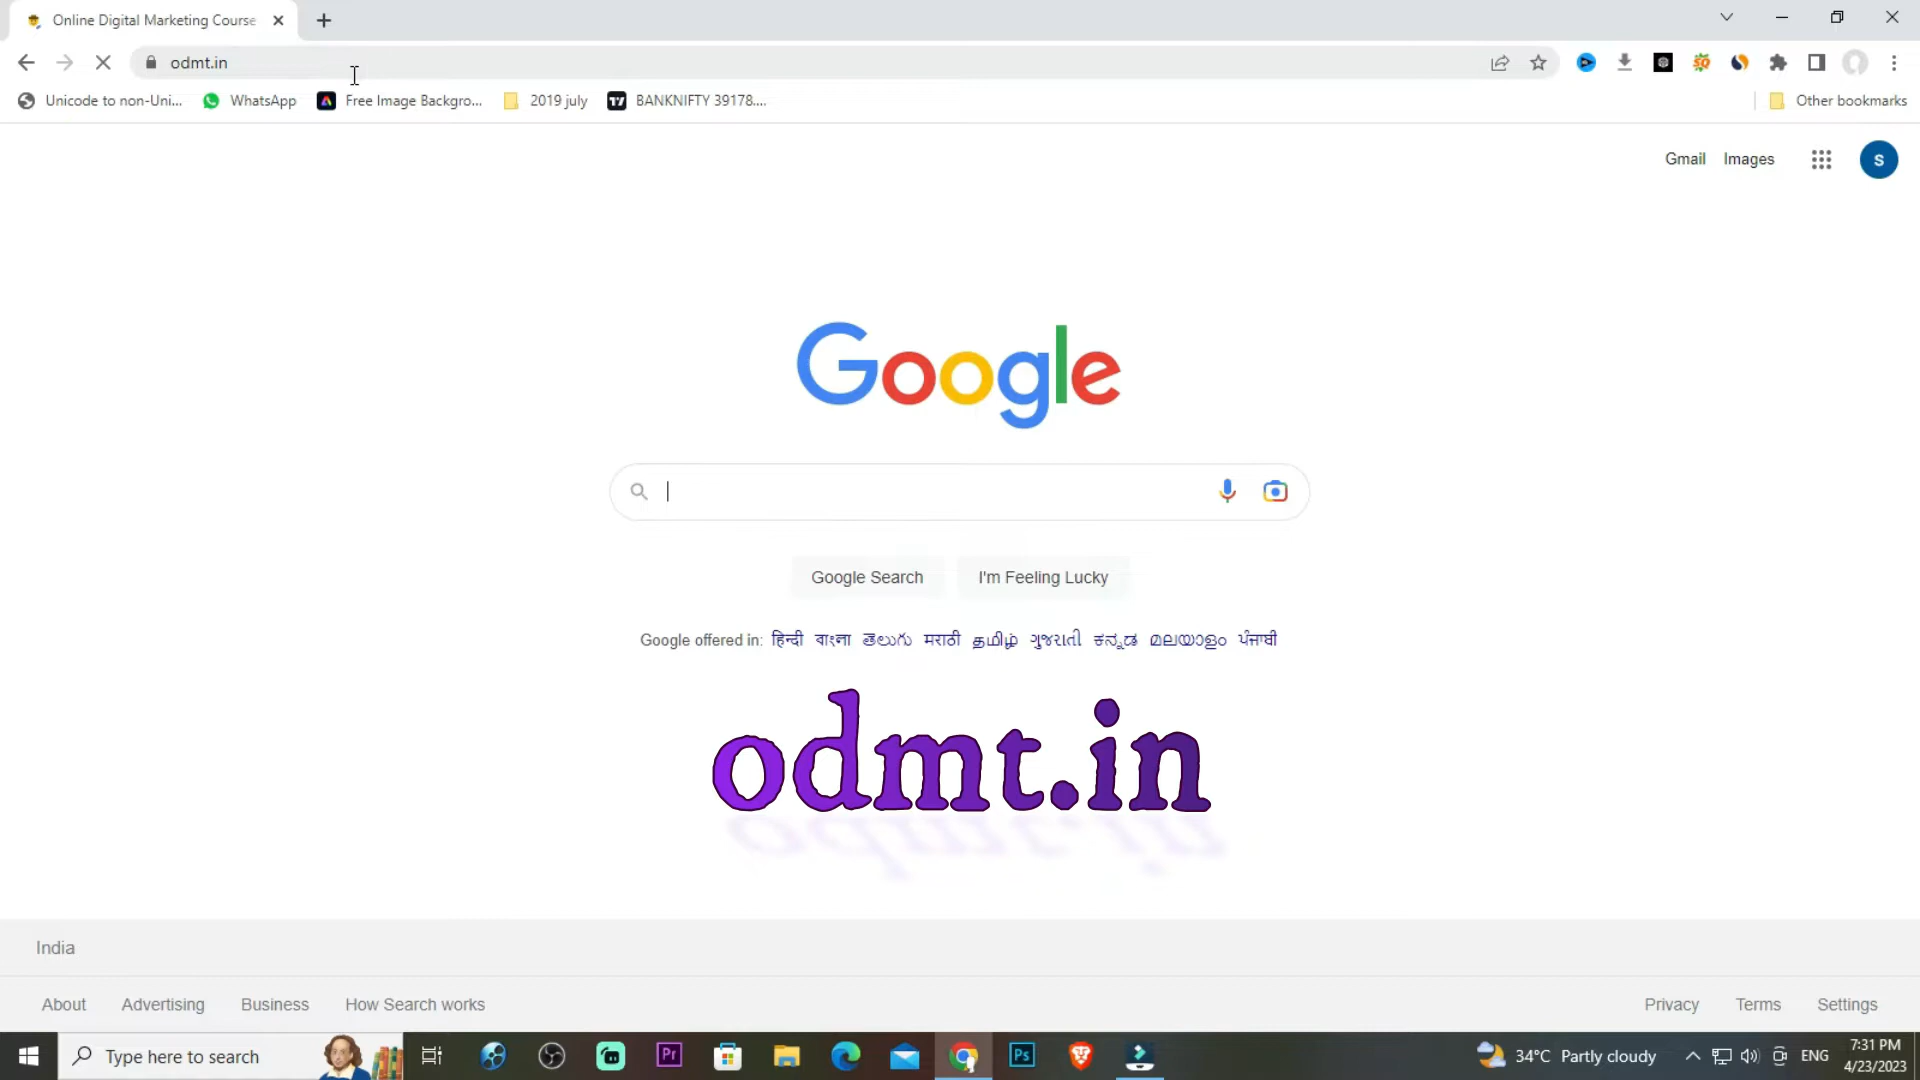 Online Digital Marketing Course
odmt.in
Unicode to non-Uni... WhatsApp Free Image Backgro... 2019 july BANKNIFTY 39178.... Other bookmarks
Gmail Images S
Google
Google Search I'm Feeling Lucky
Google offered in: हिन्दी বাংলা తెలుగు मराठी தமிழ் ગુજરાતી ಕನ್ನಡ മലയാളം ਪੰਜਾਬੀ
odmt.in
India
About Advertising Business How Search works Privacy Terms Settings
Type here to search Pr Ps 34°C Partly cloudy ENG 7:31 PM
4/23/2023